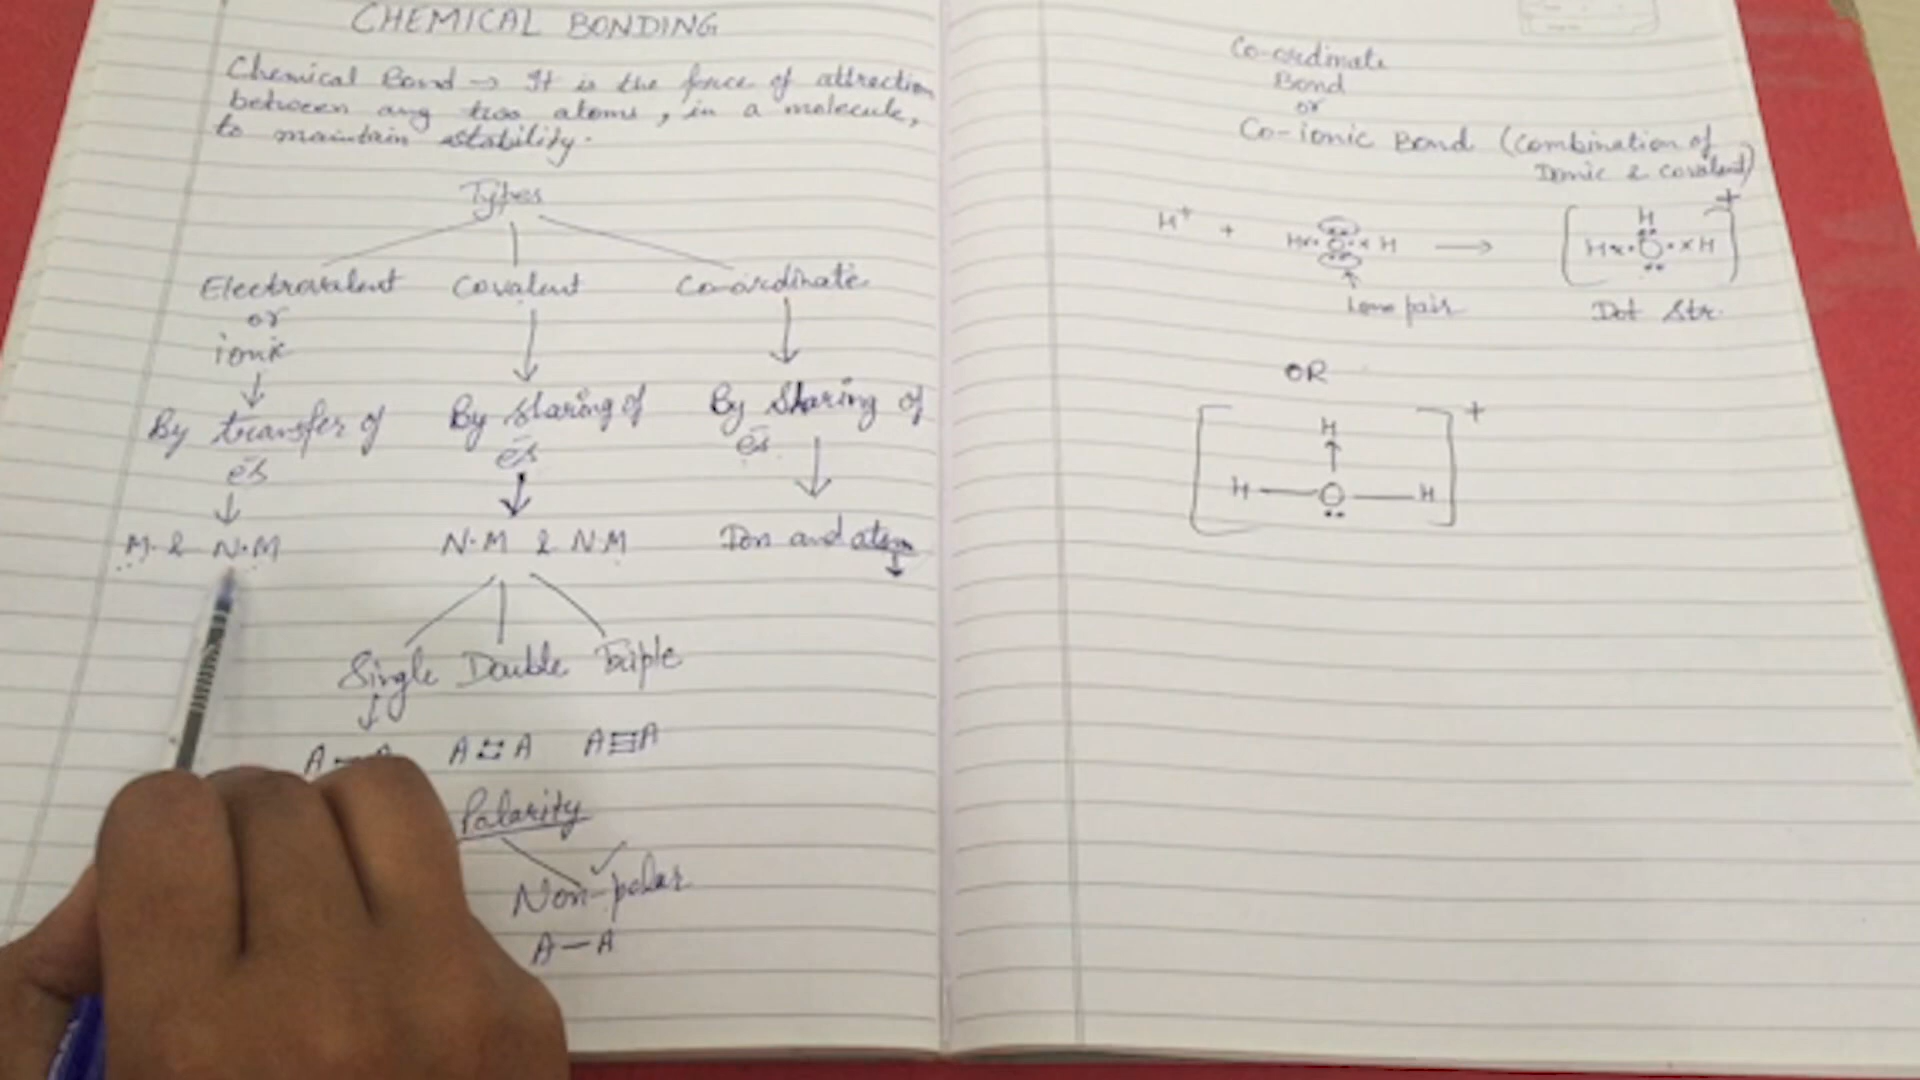 CHEMICAL BONDING
Chemical Bond → It is the force of attraction
between any two atoms, in a molecule,
to maintain stability.
Types
Electrovalent
or
ionic
By transfer of
ēs
M. & N.M
Covalent
By sharing of
ēs
N.M & N.M
Single Double Triple
A A = A A ≡ A
Polarity
Non-polar
A — A
Co-ordinate
By Sharing of
ēs
Ion and atom
Co-ordinate
Bond
or
Co-ionic Bond (Combination of
Ionic & Covalent)
H⁺ + H×•O•×H → [H×•O•×H]⁺
H
Lone pair
Dot Str.
OR
[H — O — H]⁺
H